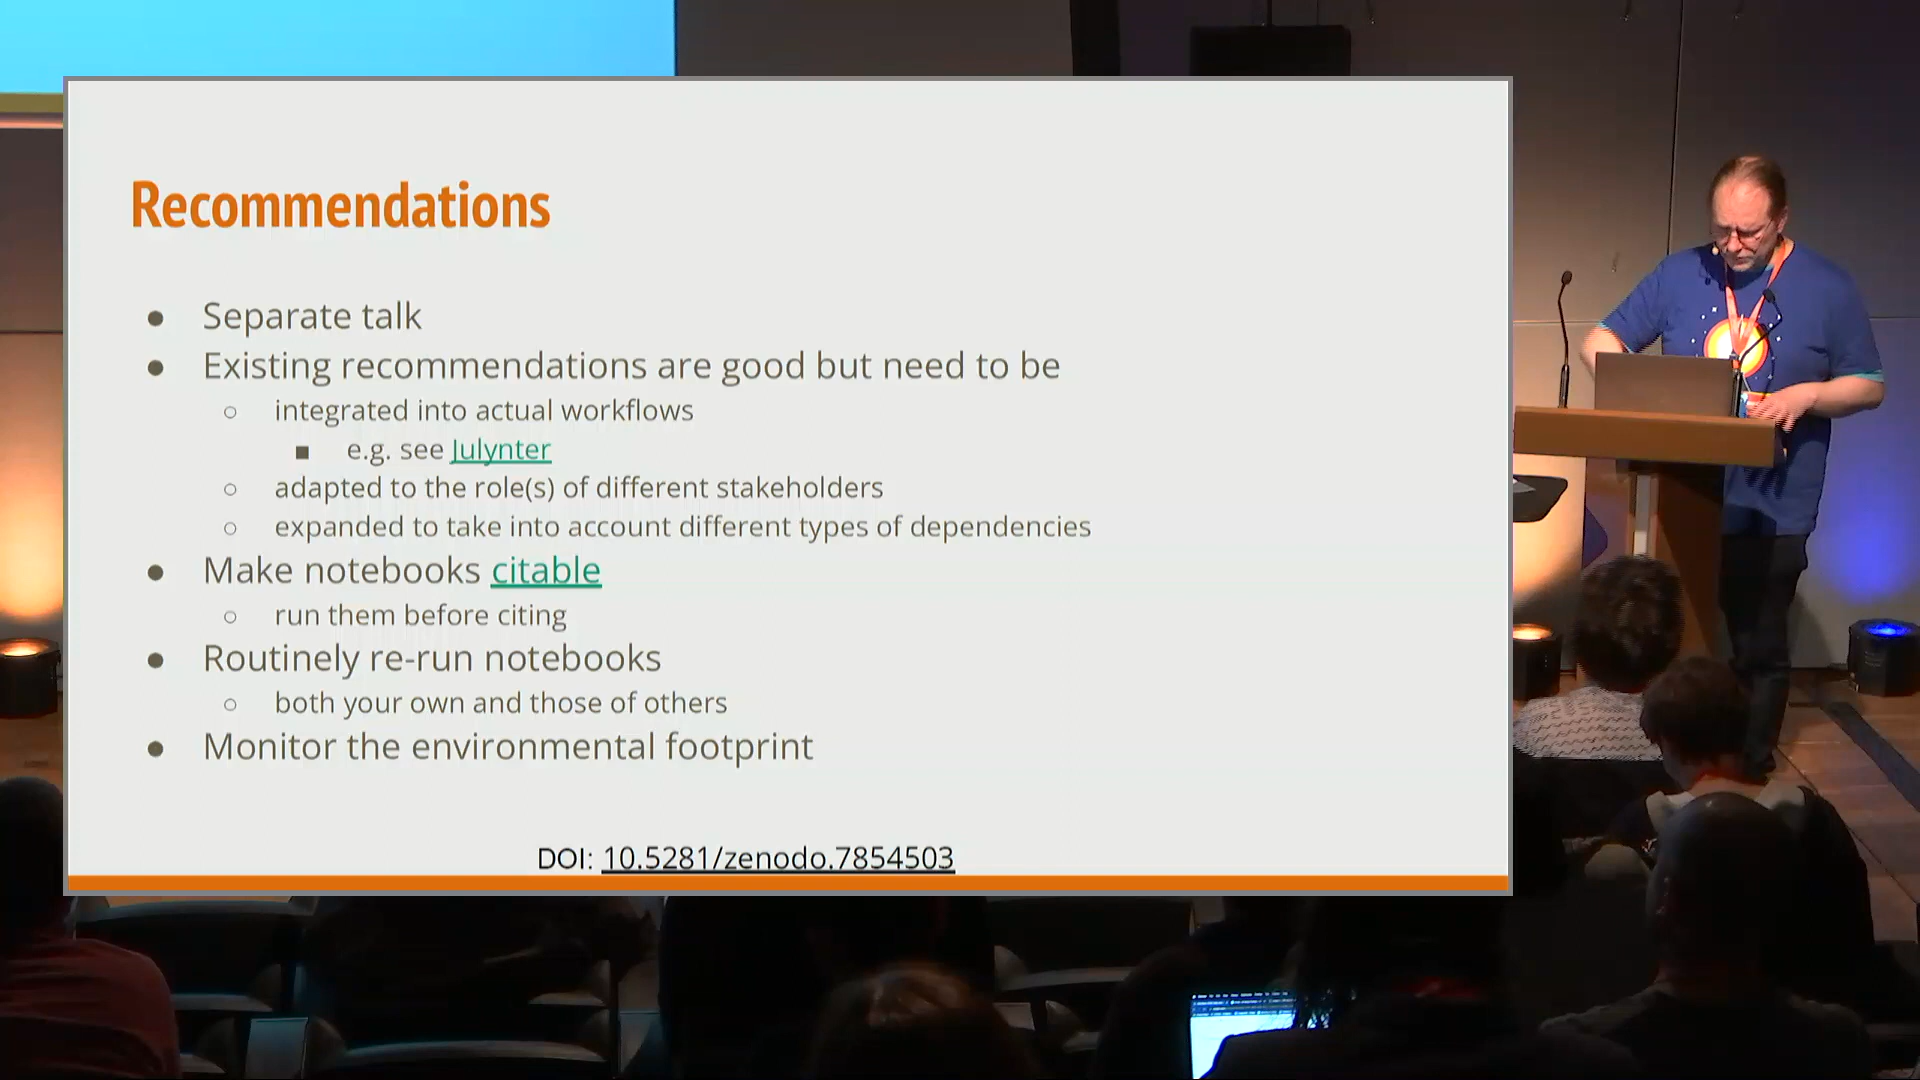 Recommendations
● Separate talk
● Existing recommendations are good but need to be
○ integrated into actual workflows
■ e.g. see Julynter
○ adapted to the role(s) of different stakeholders
○ expanded to take into account different types of dependencies
● Make notebooks citable
○ run them before citing
● Routinely re-run notebooks
○ both your own and those of others
● Monitor the environmental footprint
DOI: 10.5281/zenodo.7854503